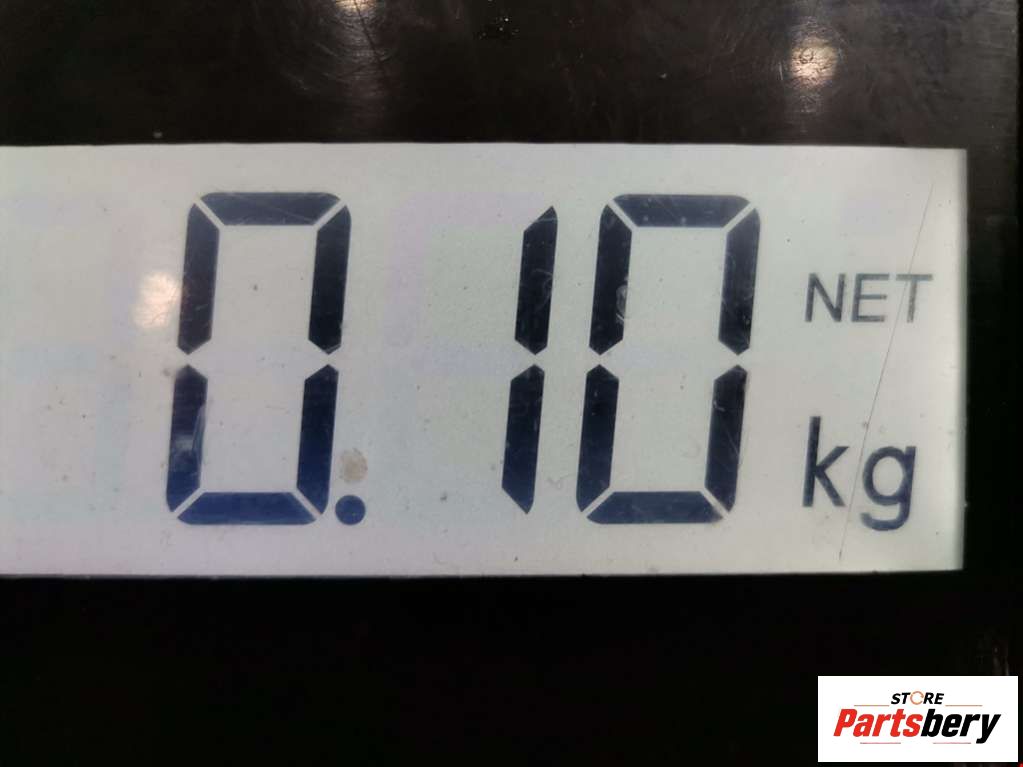 0.10
NET
kg
STORE
Partsbery